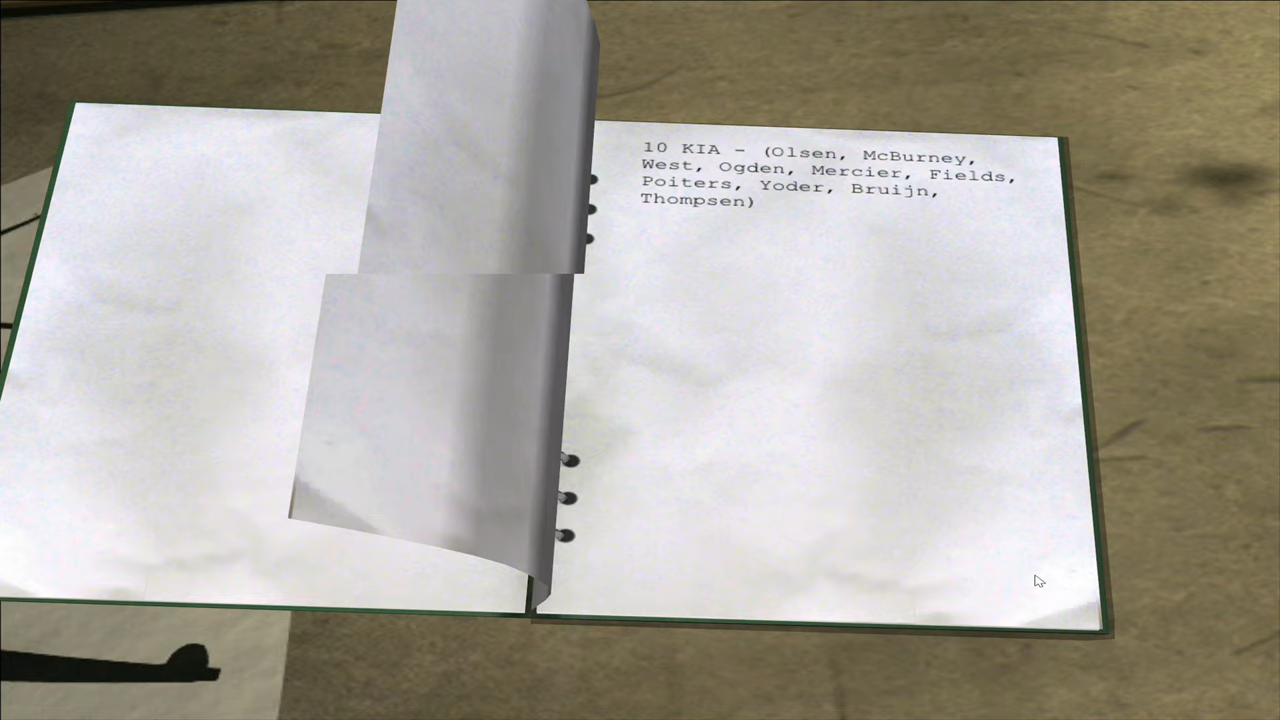 10 KIA - (Olsen, McBurney,
West, Ogden, Mercier, Fields,
Poiters, Yoder, Bruijn,
Thompsen)